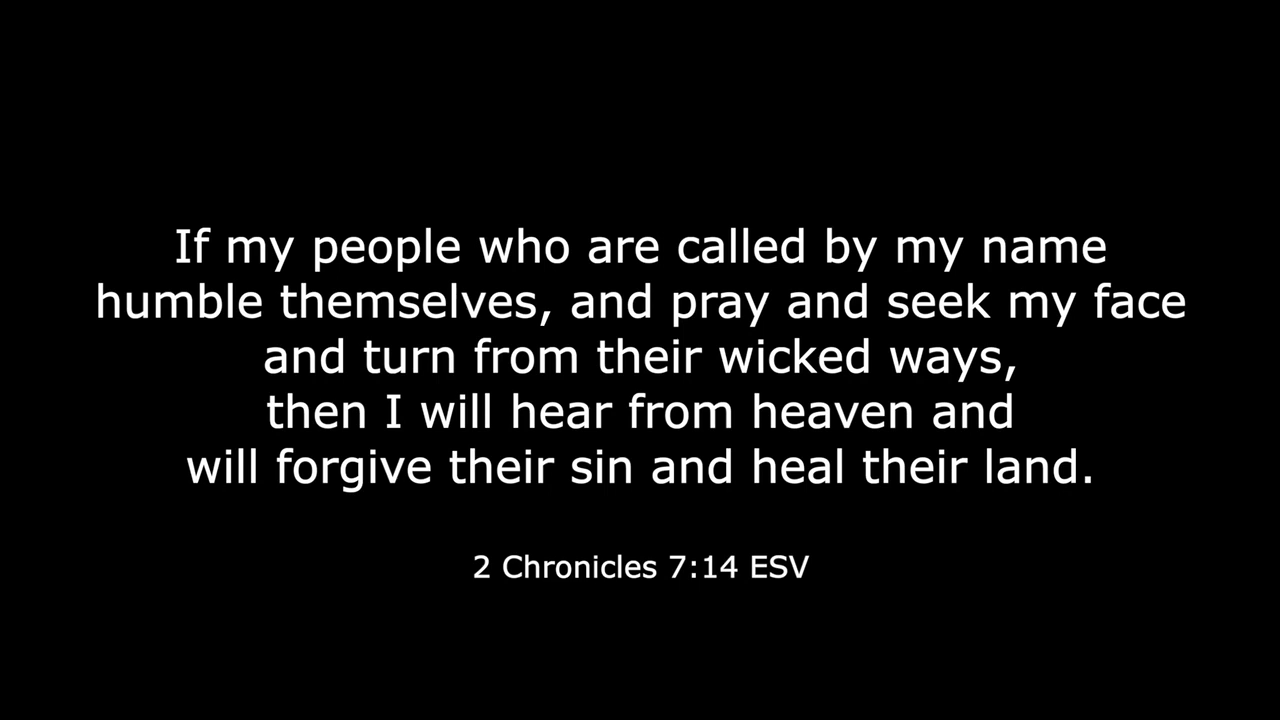 If my people who are called by my name
humble themselves, and pray and seek my face
and turn from their wicked ways,
then I will hear from heaven and
will forgive their sin and heal their land.
2 Chronicles 7:14 ESV